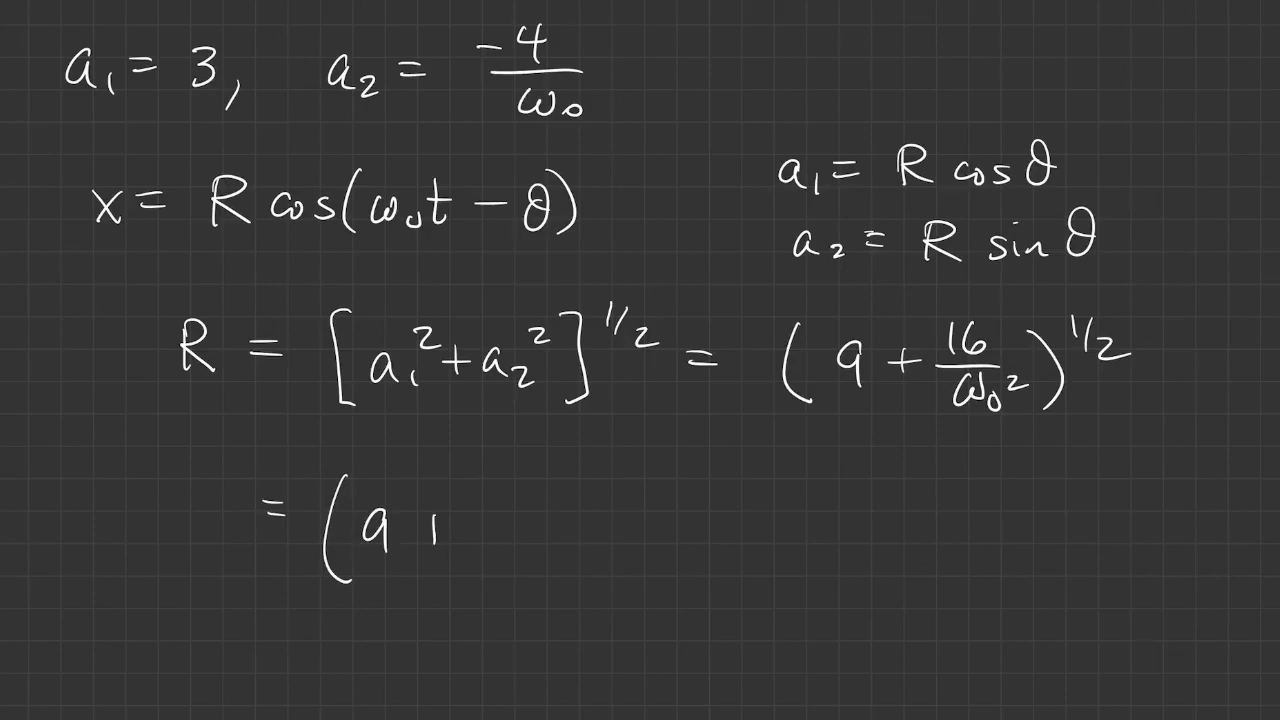 a₁ = 3, a₂ = -4/ω₀
a₁ = R cos θ
x = R cos(ω₀t − θ)
a₂ = R sin θ
R = [a₁² + a₂²]^1/2 = (9 + 16/ω₀²)^1/2
= (9 ı